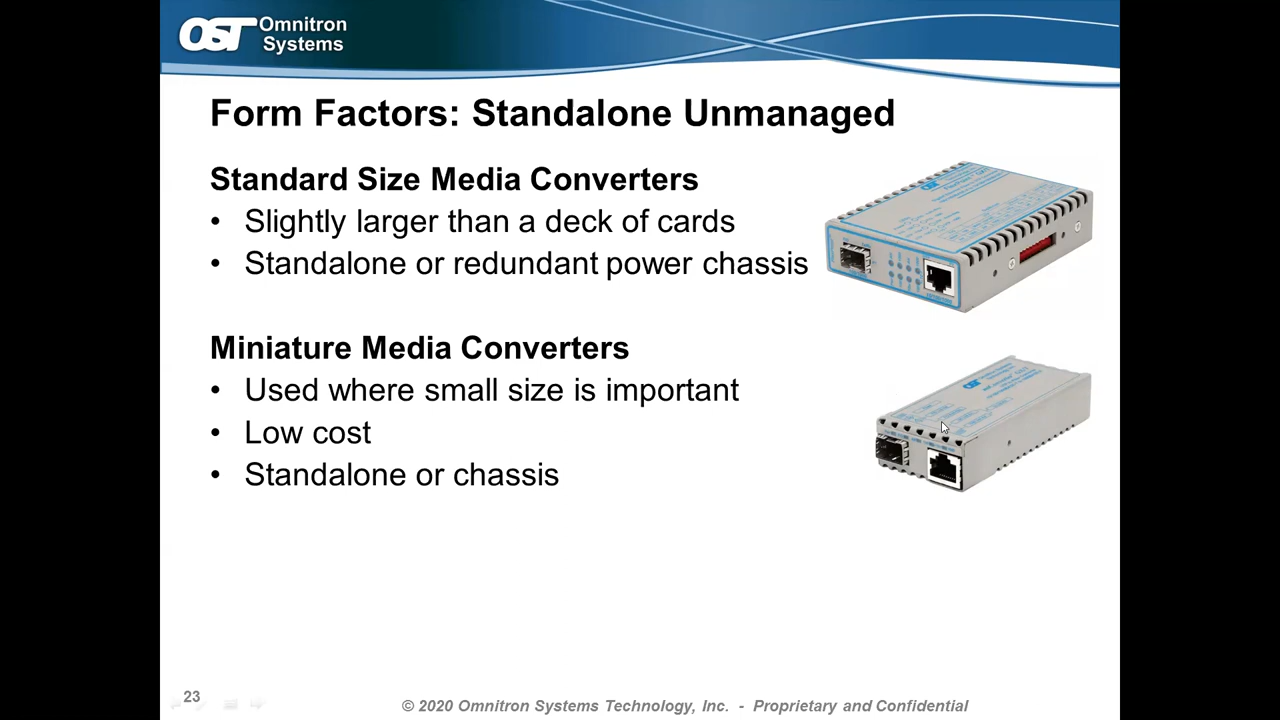 OST Omnitron
Systems
Form Factors: Standalone Unmanaged
Standard Size Media Converters
• Slightly larger than a deck of cards
• Standalone or redundant power chassis
OST
Miniature Media Converters
• Used where small size is important
• Low cost
• Standalone or chassis
OST
23
© 2020 Omnitron Systems Technology, Inc. - Proprietary and Confidential